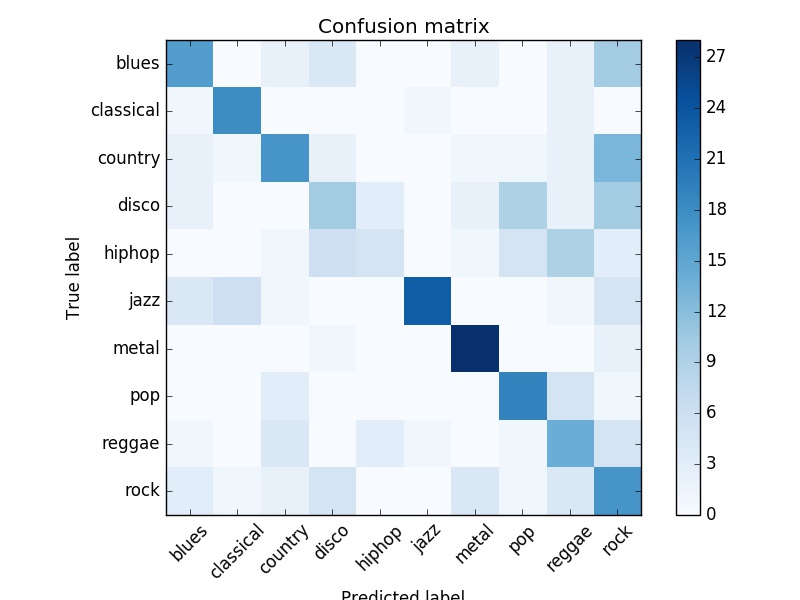 Confusion matrix
True label
blues
classical
country
disco
hiphop
jazz
metal
pop
reggae
rock
blues
classical
country
disco
hiphop
jazz
metal
pop
reggae
rock
Predicted label
27
24
21
18
15
12
9
6
3
0